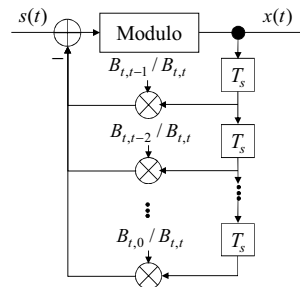 s(t)
Modulo
x(t)
−
B_{t,t−1} / B_{t,t}
T_s
B_{t,t−2} / B_{t,t}
T_s
B_{t,0} / B_{t,t}
T_s